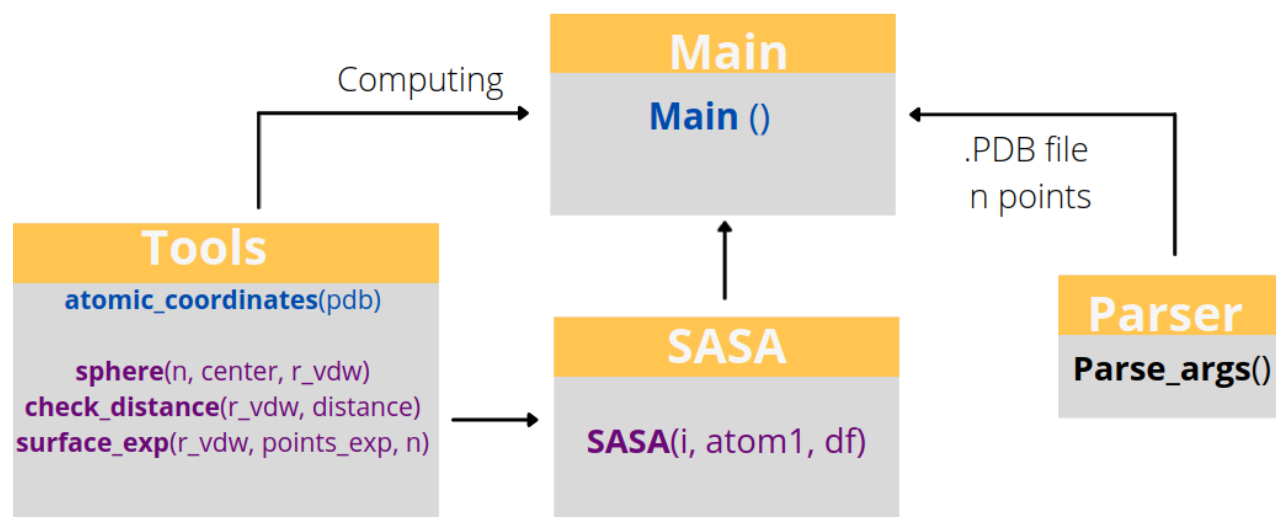 Main
Main ()
Computing
.PDB file
n points
Tools
atomic_coordinates(pdb)
sphere(n, center, r_vdw)
check_distance(r_vdw, distance)
surface_exp(r_vdw, points_exp, n)
SASA
SASA(i, atom1, df)
Parser
Parse_args()